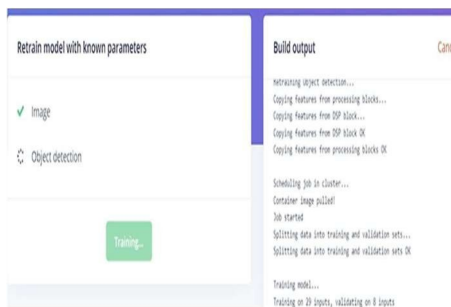 Retrain model with known parameters
Image
Object detection
Training...
Build output
Retraining Object detection...
Copying features from processing blocks...
Copying features from DSP block...
Copying features from DSP block OK
Copying features from processing blocks OK
Scheduling job in cluster...
Container image pulled!
Job started
Splitting data into training and validation sets...
Splitting data into training and validation sets OK
Training model...
Training on 29 inputs, validating on 8 inputs